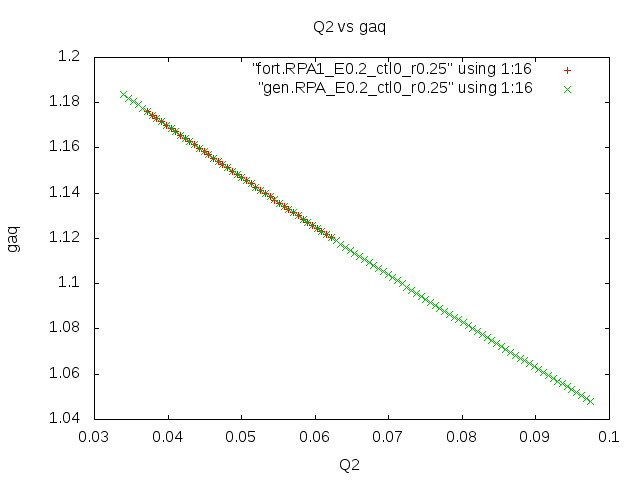 Q2 vs gaq
"fort.RPA1_E0.2_ctl0_r0.25" using 1:16
"gen.RPA_E0.2_ctl0_r0.25" using 1:16
1.2
1.18
1.16
1.14
1.12
1.1
1.08
1.06
1.04
gaq
0.03 0.04 0.05 0.06 0.07 0.08 0.09 0.1
Q2